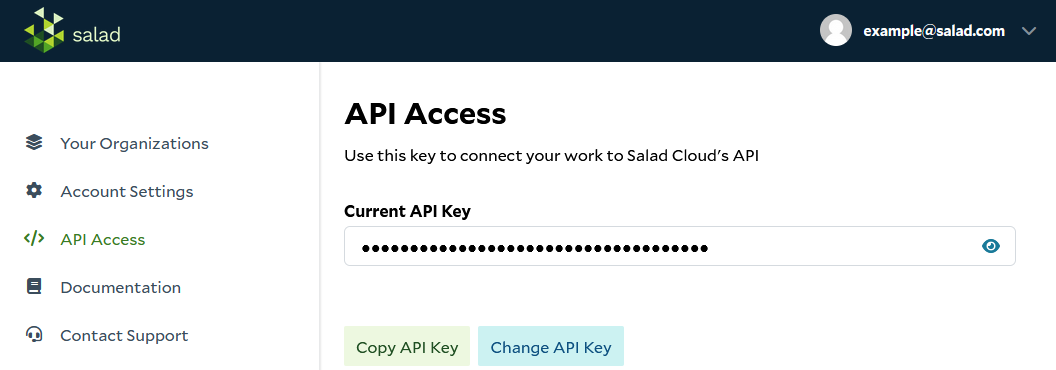 salad
example@salad.com
Your Organizations
Account Settings
API Access
Documentation
Contact Support
API Access
Use this key to connect your work to Salad Cloud's API
Current API Key
••••••••••••••••••••••••••••••••••••
Copy API Key
Change API Key